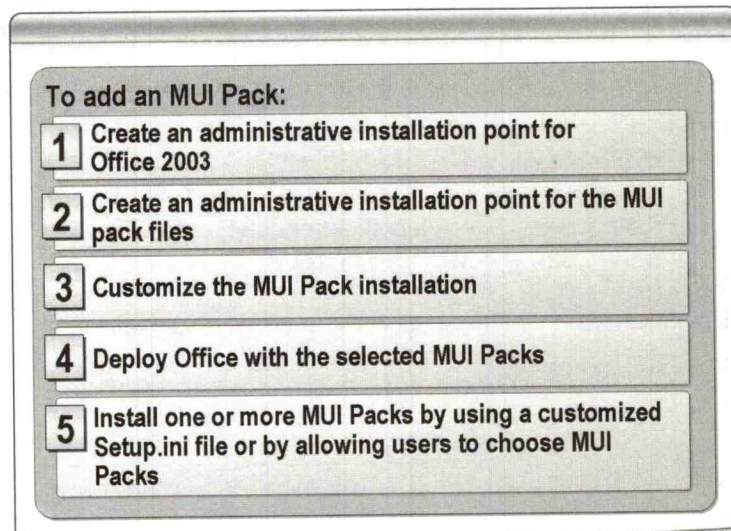 To add an MUI Pack:
1 Create an administrative installation point for
Office 2003
2 Create an administrative installation point for the MUI
pack files
3 Customize the MUI Pack installation
4 Deploy Office with the selected MUI Packs
5 Install one or more MUI Packs by using a customized
Setup.ini file or by allowing users to choose MUI
Packs